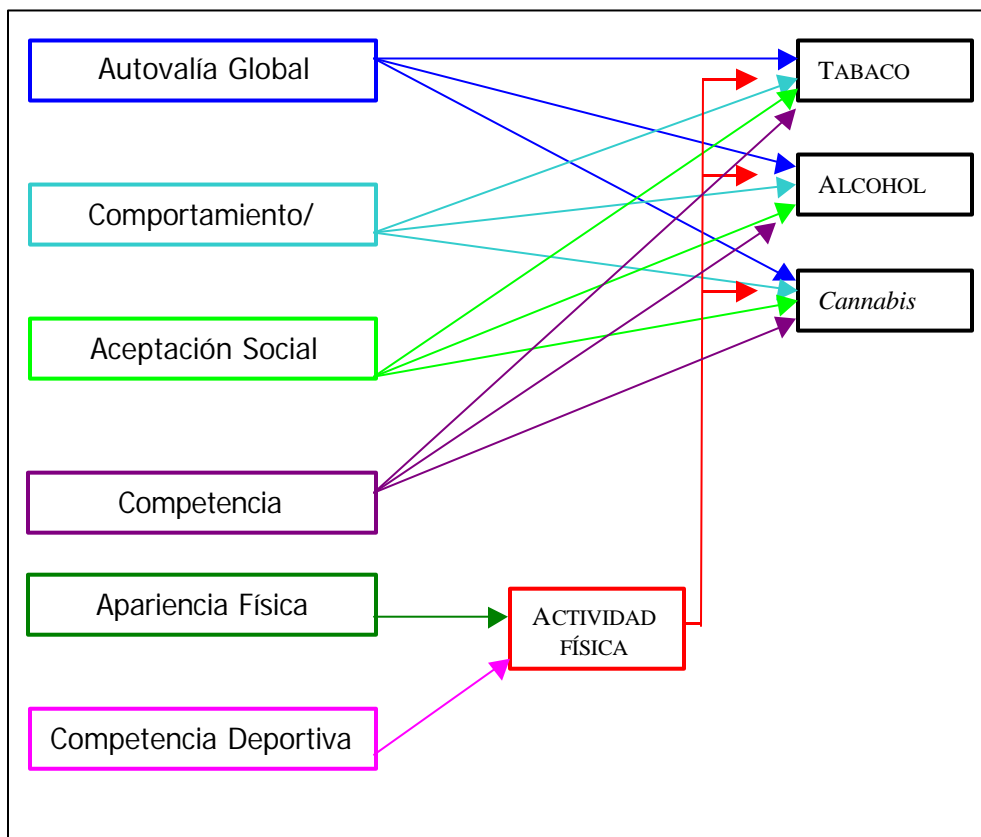 Autovalía Global
Comportamiento/
Aceptación Social
Competencia
Apariencia Física
Competencia Deportiva
ACTIVIDAD
FÍSICA
TABACO
ALCOHOL
Cannabis